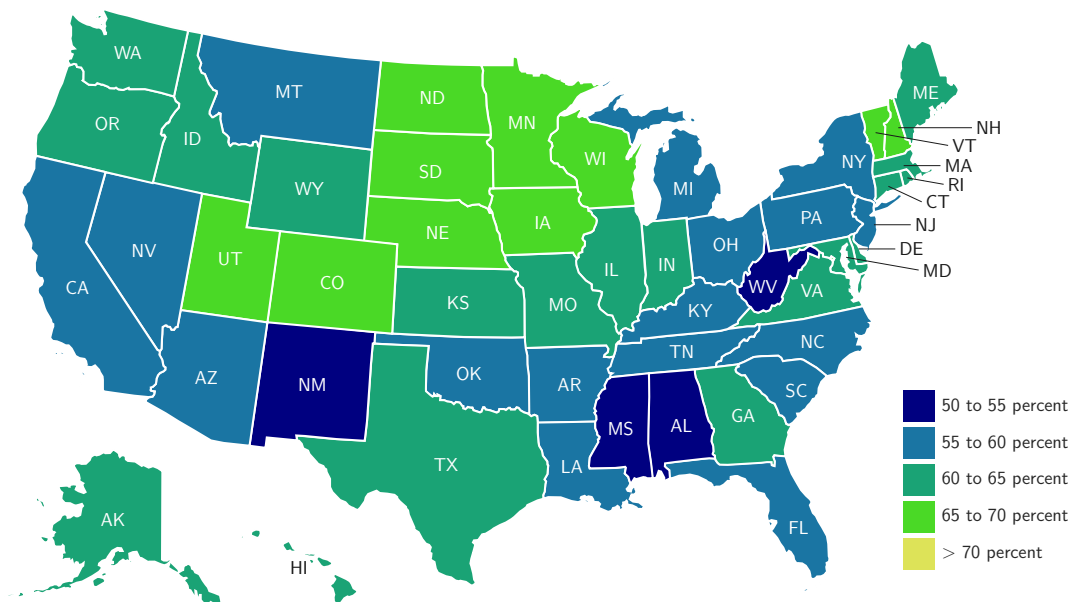 WA
MT
ND
MN
ME
OR
ID
SD
WI
NH
VT
NY
MA
MI
RI
WY
CT
PA
NE
IA
NJ
NV
UT
OH
DE
CO
IL
IN
MD
CA
WV
VA
KS
MO
KY
NC
TN
AZ
NM
OK
AR
SC
GA
MS
AL
TX
LA
AK
FL
HI
50 to 55 percent
55 to 60 percent
60 to 65 percent
65 to 70 percent
> 70 percent